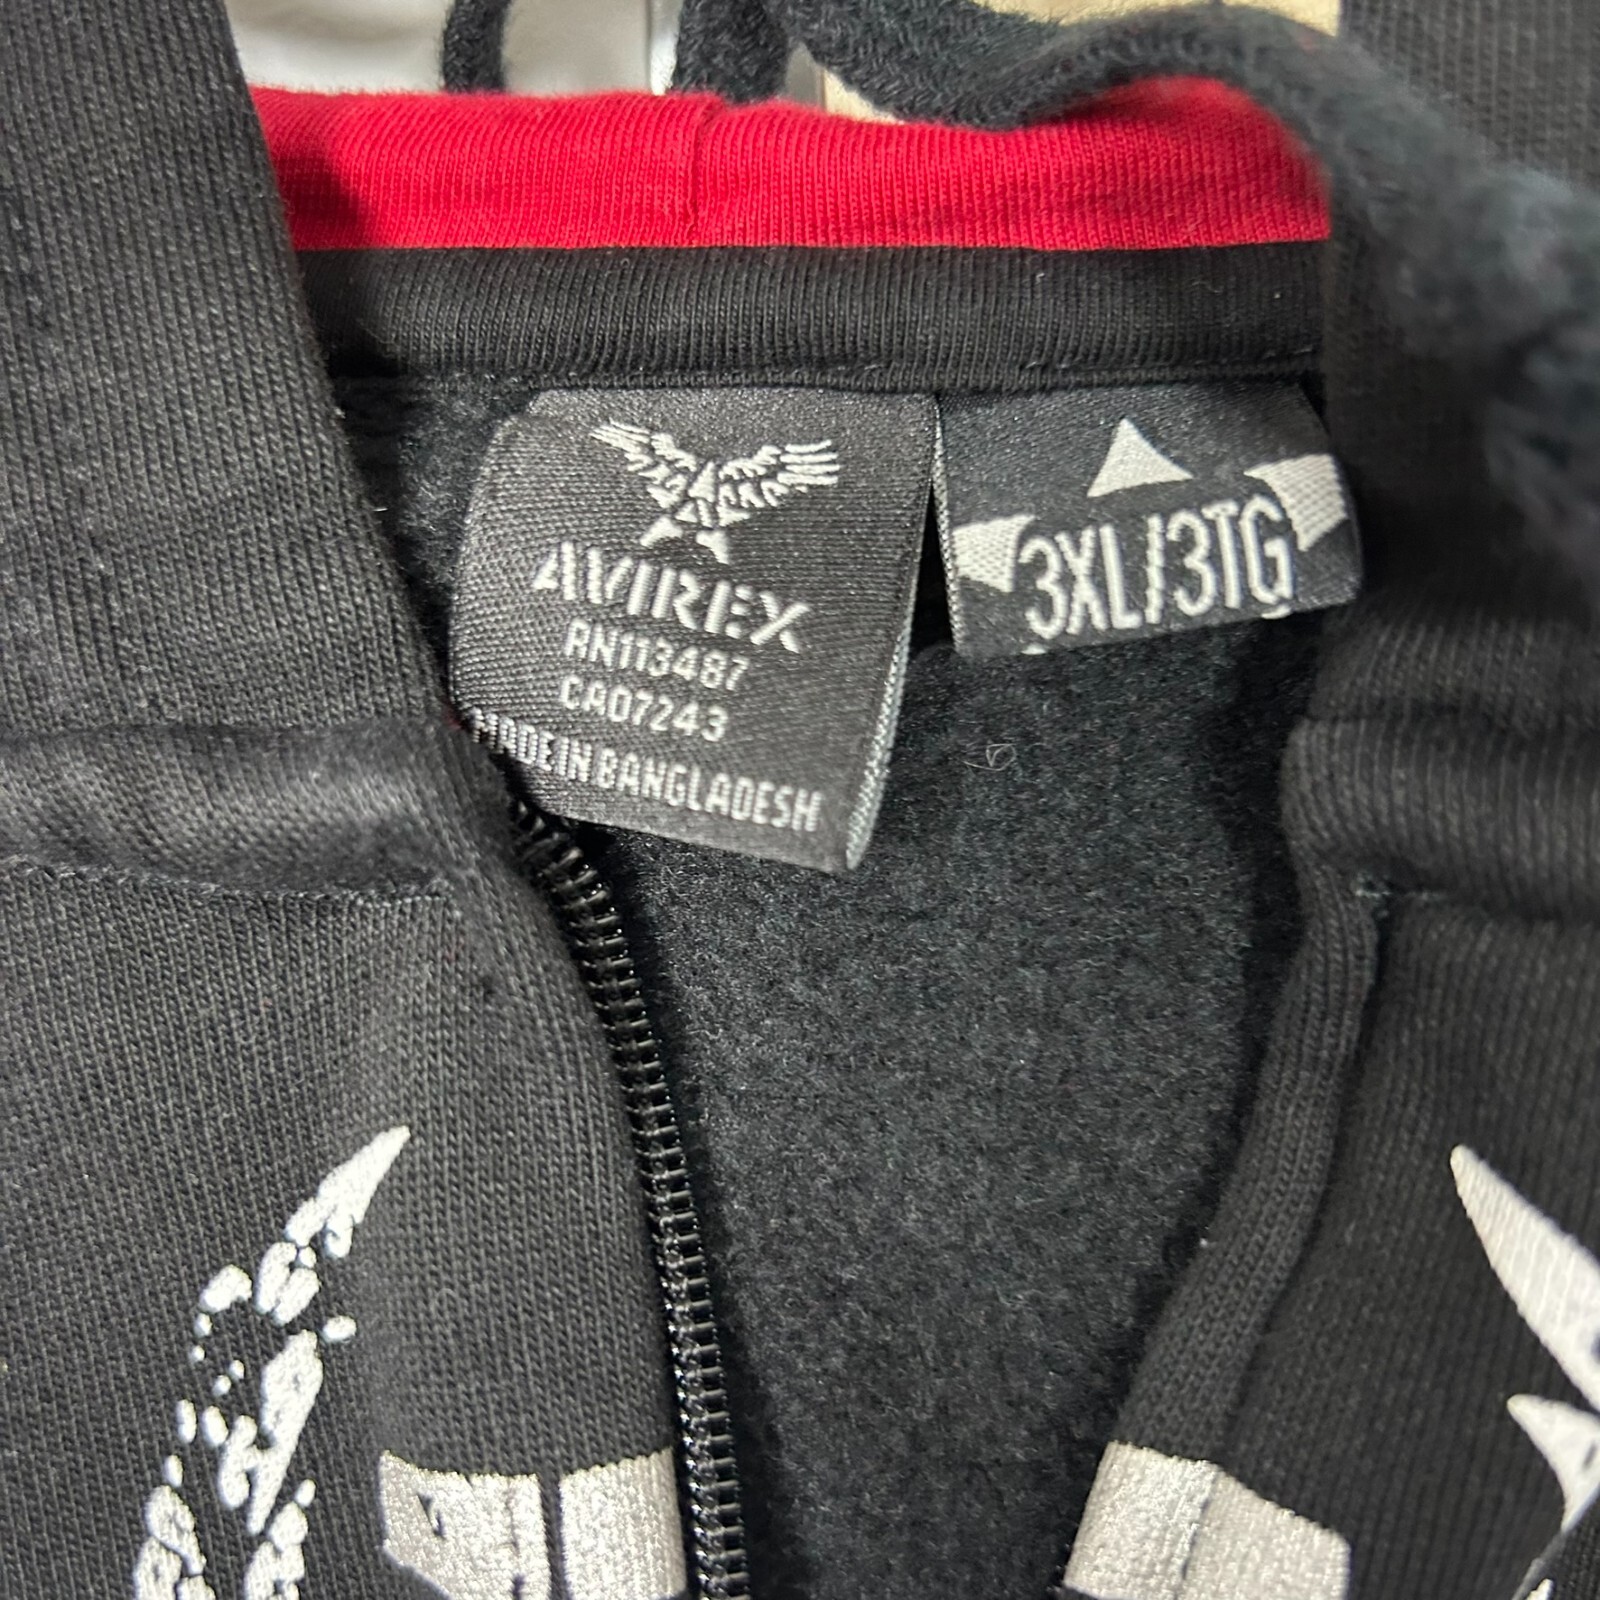 AVIREX
RN113487
CA07243
MADE IN BANGLADESH
3XL/3TG